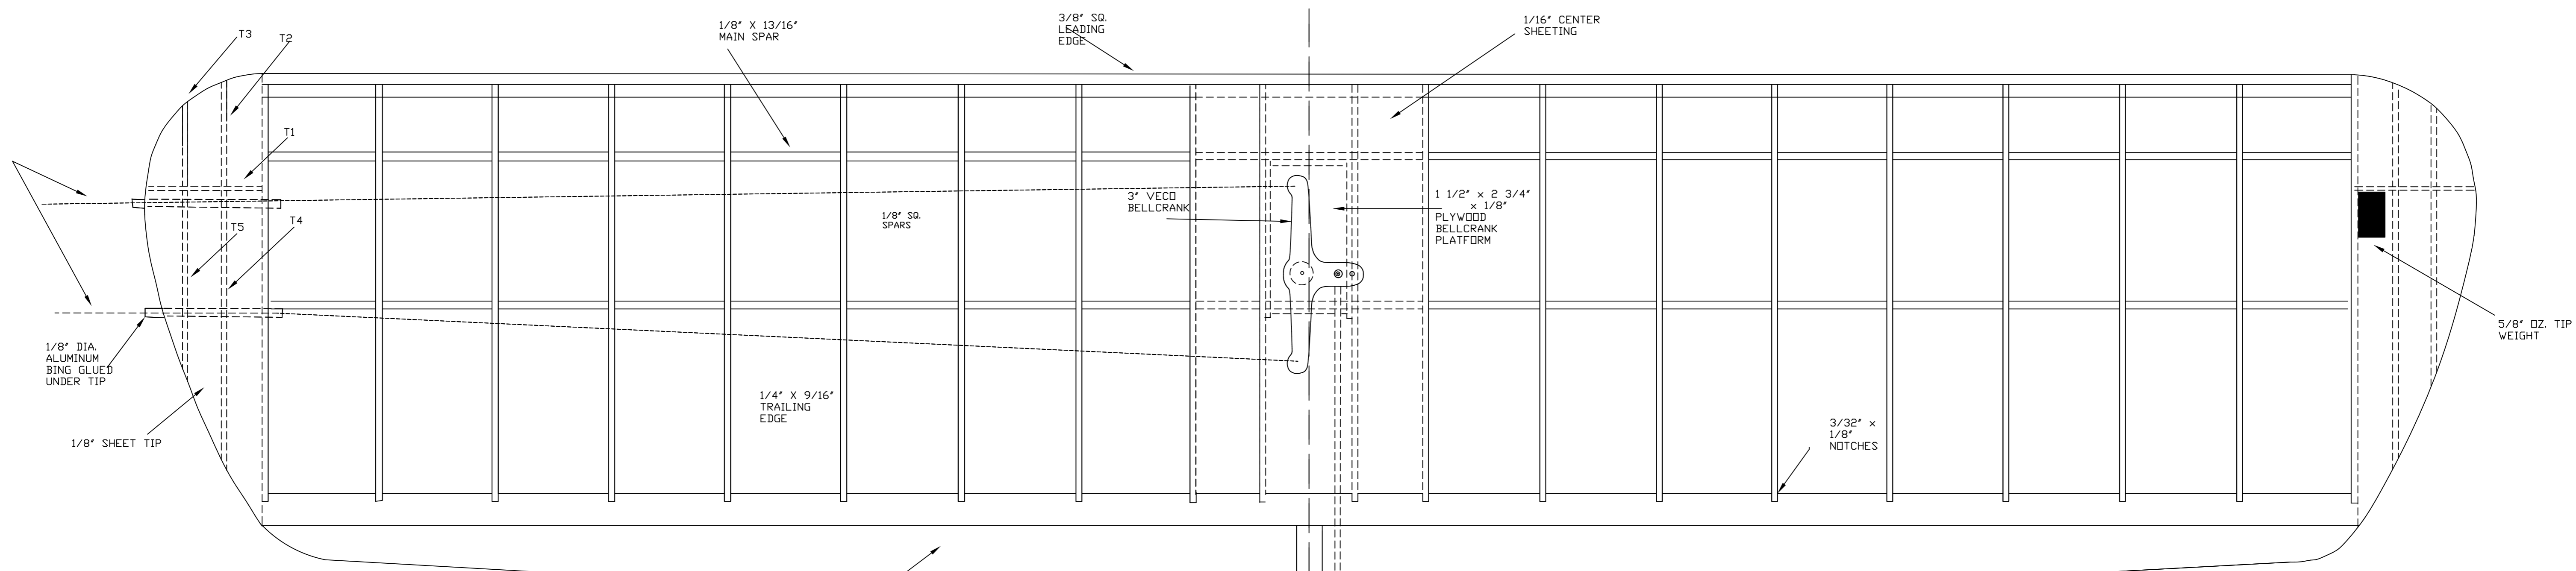 T3
T2
1/8" X 13/16"
MAIN SPAR
3/8" SQ.
LEADING
EDGE
1/16" CENTER
SHEETING
T1
3" VECO
BELLCRANK
1 1/2" x 2 3/4"
x 1/8"
PLYWOOD
BELLCRANK
PLATFORM
1/8" SQ.
SPARS
T5
T4
1/8" DIA.
ALUMINUM
BING GLUED
UNDER TIP
5/8" OZ. TIP
WEIGHT
1/4" X 9/16"
TRAILING
EDGE
3/32" x
1/8"
NOTCHES
1/8" SHEET TIP